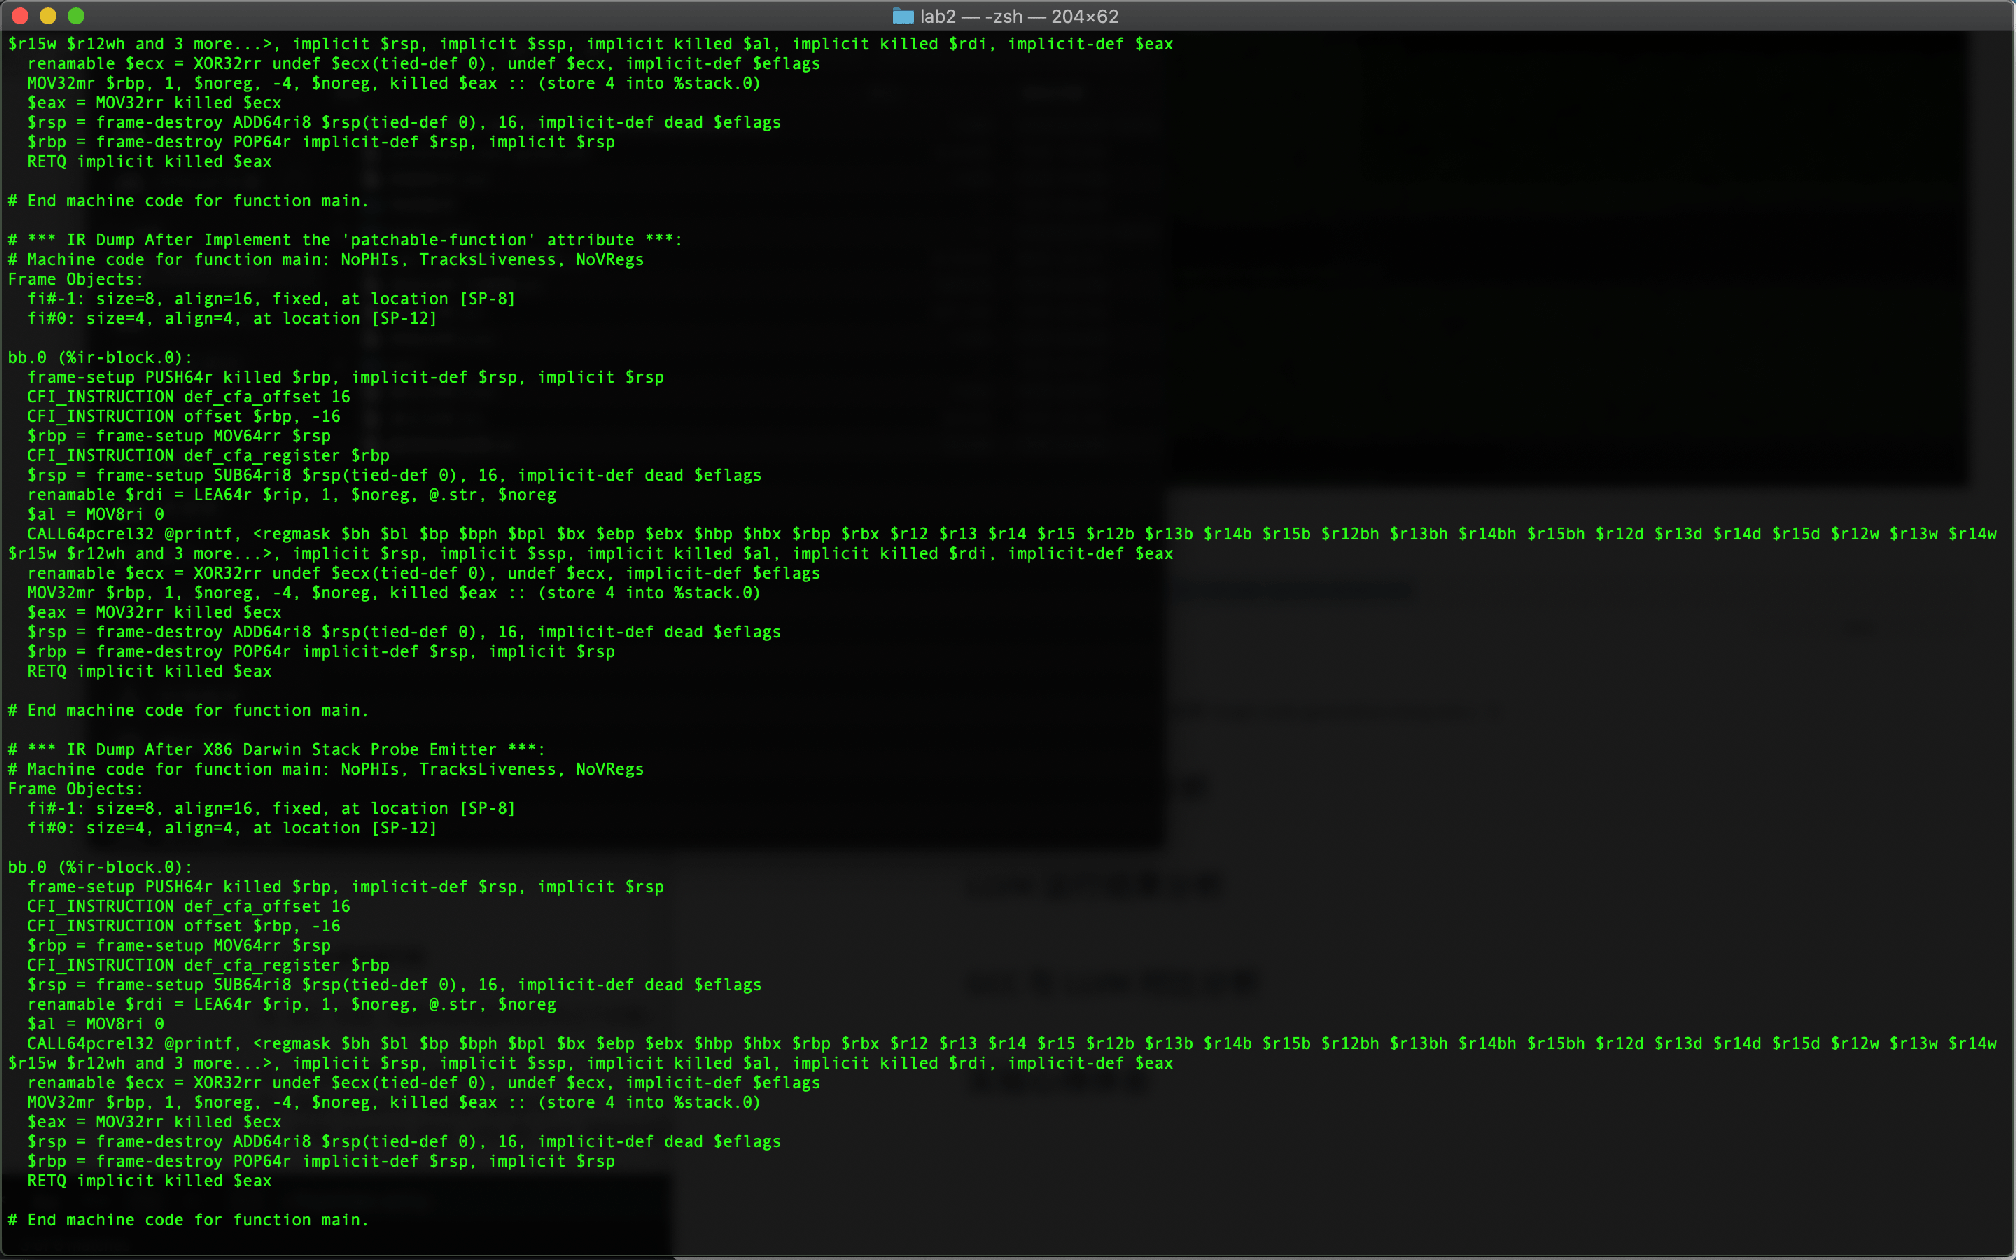 lab2 — -zsh — 204×62
$r15w $r12wh and 3 more...>, implicit $rsp, implicit $ssp, implicit killed $al, implicit killed $rdi, implicit-def $eax
  renamable $ecx = XOR32rr undef $ecx(tied-def 0), undef $ecx, implicit-def $eflags
  MOV32mr $rbp, 1, $noreg, -4, $noreg, killed $eax :: (store 4 into %stack.0)
  $eax = MOV32rr killed $ecx
  $rsp = frame-destroy ADD64ri8 $rsp(tied-def 0), 16, implicit-def dead $eflags
  $rbp = frame-destroy POP64r implicit-def $rsp, implicit $rsp
  RETQ implicit killed $eax
# End machine code for function main.
# *** IR Dump After Implement the 'patchable-function' attribute ***:
# Machine code for function main: NoPHIs, TracksLiveness, NoVRegs
Frame Objects:
  fi#-1: size=8, align=16, fixed, at location [SP-8]
  fi#0: size=4, align=4, at location [SP-12]
bb.0 (%ir-block.0):
  frame-setup PUSH64r killed $rbp, implicit-def $rsp, implicit $rsp
  CFI_INSTRUCTION def_cfa_offset 16
  CFI_INSTRUCTION offset $rbp, -16
  $rbp = frame-setup MOV64rr $rsp
  CFI_INSTRUCTION def_cfa_register $rbp
  $rsp = frame-setup SUB64ri8 $rsp(tied-def 0), 16, implicit-def dead $eflags
  renamable $rdi = LEA64r $rip, 1, $noreg, @.str, $noreg
  $al = MOV8ri 0
  CALL64pcrel32 @printf, <regmask $bh $bl $bp $bph $bpl $bx $ebp $ebx $hbp $hbx $rbp $rbx $r12 $r13 $r14 $r15 $r12b $r13b $r14b $r15b $r12bh $r13bh $r14bh $r15bh $r12d $r13d $r14d $r15d $r12w $r13w $r14w
$r15w $r12wh and 3 more...>, implicit $rsp, implicit $ssp, implicit killed $al, implicit killed $rdi, implicit-def $eax
  renamable $ecx = XOR32rr undef $ecx(tied-def 0), undef $ecx, implicit-def $eflags
  MOV32mr $rbp, 1, $noreg, -4, $noreg, killed $eax :: (store 4 into %stack.0)
  $eax = MOV32rr killed $ecx
  $rsp = frame-destroy ADD64ri8 $rsp(tied-def 0), 16, implicit-def dead $eflags
  $rbp = frame-destroy POP64r implicit-def $rsp, implicit $rsp
  RETQ implicit killed $eax
# End machine code for function main.
# *** IR Dump After X86 Darwin Stack Probe Emitter ***:
# Machine code for function main: NoPHIs, TracksLiveness, NoVRegs
Frame Objects:
  fi#-1: size=8, align=16, fixed, at location [SP-8]
  fi#0: size=4, align=4, at location [SP-12]
bb.0 (%ir-block.0):
  frame-setup PUSH64r killed $rbp, implicit-def $rsp, implicit $rsp
  CFI_INSTRUCTION def_cfa_offset 16
  CFI_INSTRUCTION offset $rbp, -16
  $rbp = frame-setup MOV64rr $rsp
  CFI_INSTRUCTION def_cfa_register $rbp
  $rsp = frame-setup SUB64ri8 $rsp(tied-def 0), 16, implicit-def dead $eflags
  renamable $rdi = LEA64r $rip, 1, $noreg, @.str, $noreg
  $al = MOV8ri 0
  CALL64pcrel32 @printf, <regmask $bh $bl $bp $bph $bpl $bx $ebp $ebx $hbp $hbx $rbp $rbx $r12 $r13 $r14 $r15 $r12b $r13b $r14b $r15b $r12bh $r13bh $r14bh $r15bh $r12d $r13d $r14d $r15d $r12w $r13w $r14w
$r15w $r12wh and 3 more...>, implicit $rsp, implicit $ssp, implicit killed $al, implicit killed $rdi, implicit-def $eax
  renamable $ecx = XOR32rr undef $ecx(tied-def 0), undef $ecx, implicit-def $eflags
  MOV32mr $rbp, 1, $noreg, -4, $noreg, killed $eax :: (store 4 into %stack.0)
  $eax = MOV32rr killed $ecx
  $rsp = frame-destroy ADD64ri8 $rsp(tied-def 0), 16, implicit-def dead $eflags
  $rbp = frame-destroy POP64r implicit-def $rsp, implicit $rsp
  RETQ implicit killed $eax
# End machine code for function main.